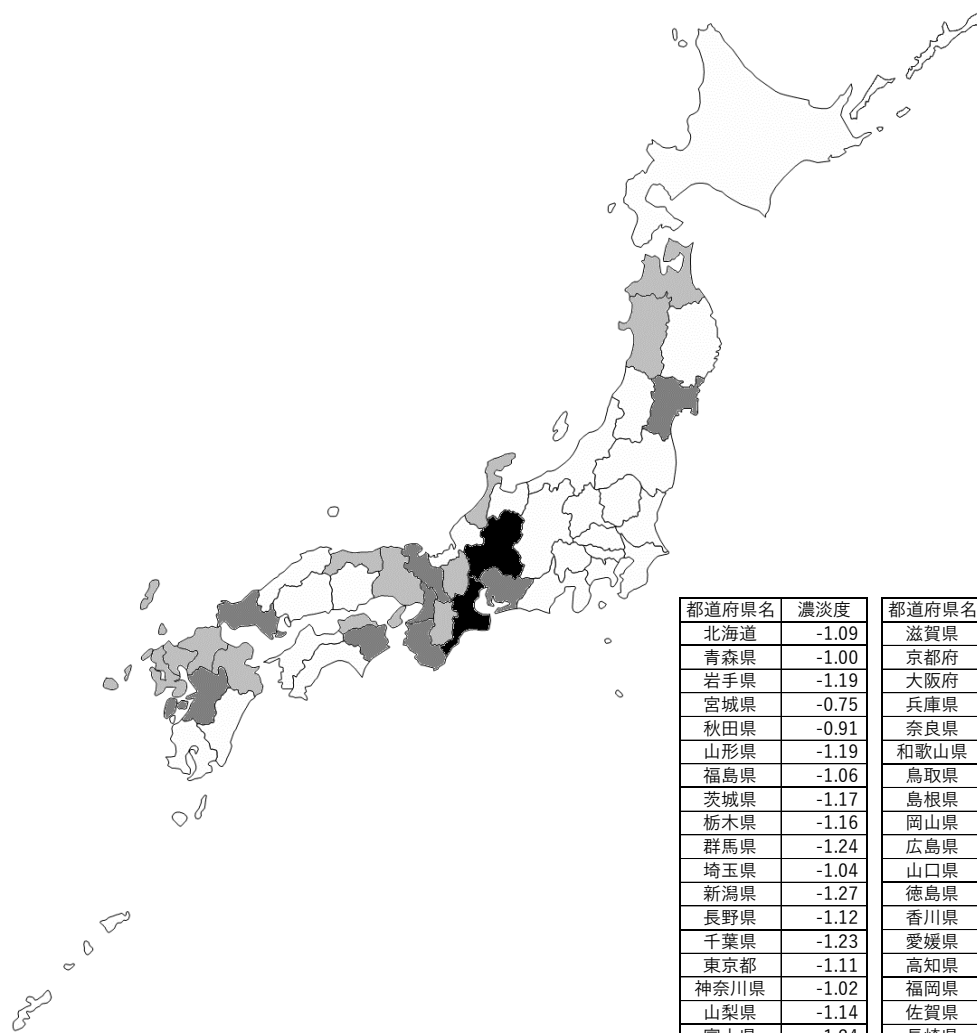 都道府県名 濃淡度
北海道 -1.09
青森県 -1.00
岩手県 -1.19
宮城県 -0.75
秋田県 -0.91
山形県 -1.19
福島県 -1.06
茨城県 -1.17
栃木県 -1.16
群馬県 -1.24
埼玉県 -1.04
新潟県 -1.27
長野県 -1.12
千葉県 -1.23
東京都 -1.11
神奈川県 -1.02
山梨県 -1.14
都道府県名
滋賀県
京都府
大阪府
兵庫県
奈良県
和歌山県
鳥取県
島根県
岡山県
広島県
山口県
徳島県
香川県
愛媛県
高知県
福岡県
佐賀県